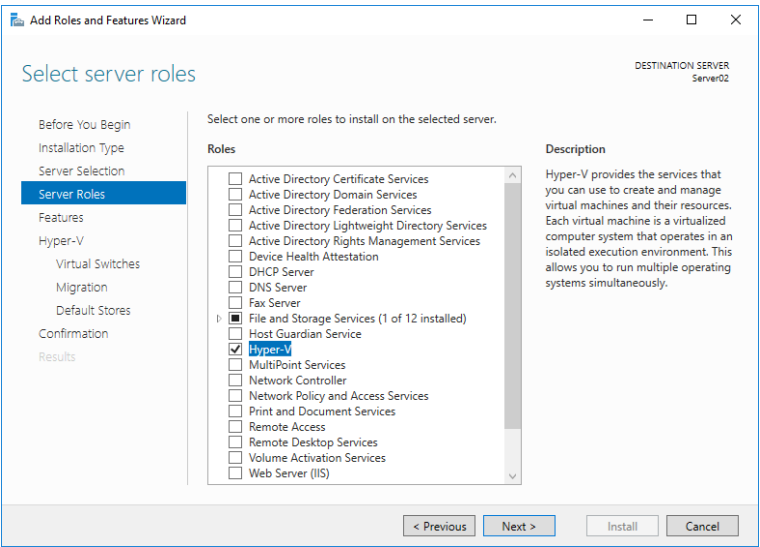 Add Roles and Features Wizard
Select server roles
DESTINATION SERVER
Server02
Before You Begin
Installation Type
Server Selection
Server Roles
Features
Hyper-V
Virtual Switches
Migration
Default Stores
Confirmation
Results
Select one or more roles to install on the selected server.
Roles
Active Directory Certificate Services
Active Directory Domain Services
Active Directory Federation Services
Active Directory Lightweight Directory Services
Active Directory Rights Management Services
Device Health Attestation
DHCP Server
DNS Server
Fax Server
File and Storage Services (1 of 12 installed)
Host Guardian Service
Hyper-V
MultiPoint Services
Network Controller
Network Policy and Access Services
Print and Document Services
Remote Access
Remote Desktop Services
Volume Activation Services
Web Server (IIS)
Description
Hyper-V provides the services that
you can use to create and manage
virtual machines and their resources.
Each virtual machine is a virtualized
computer system that operates in an
isolated execution environment. This
allows you to run multiple operating
systems simultaneously.
< Previous
Next >
Install
Cancel